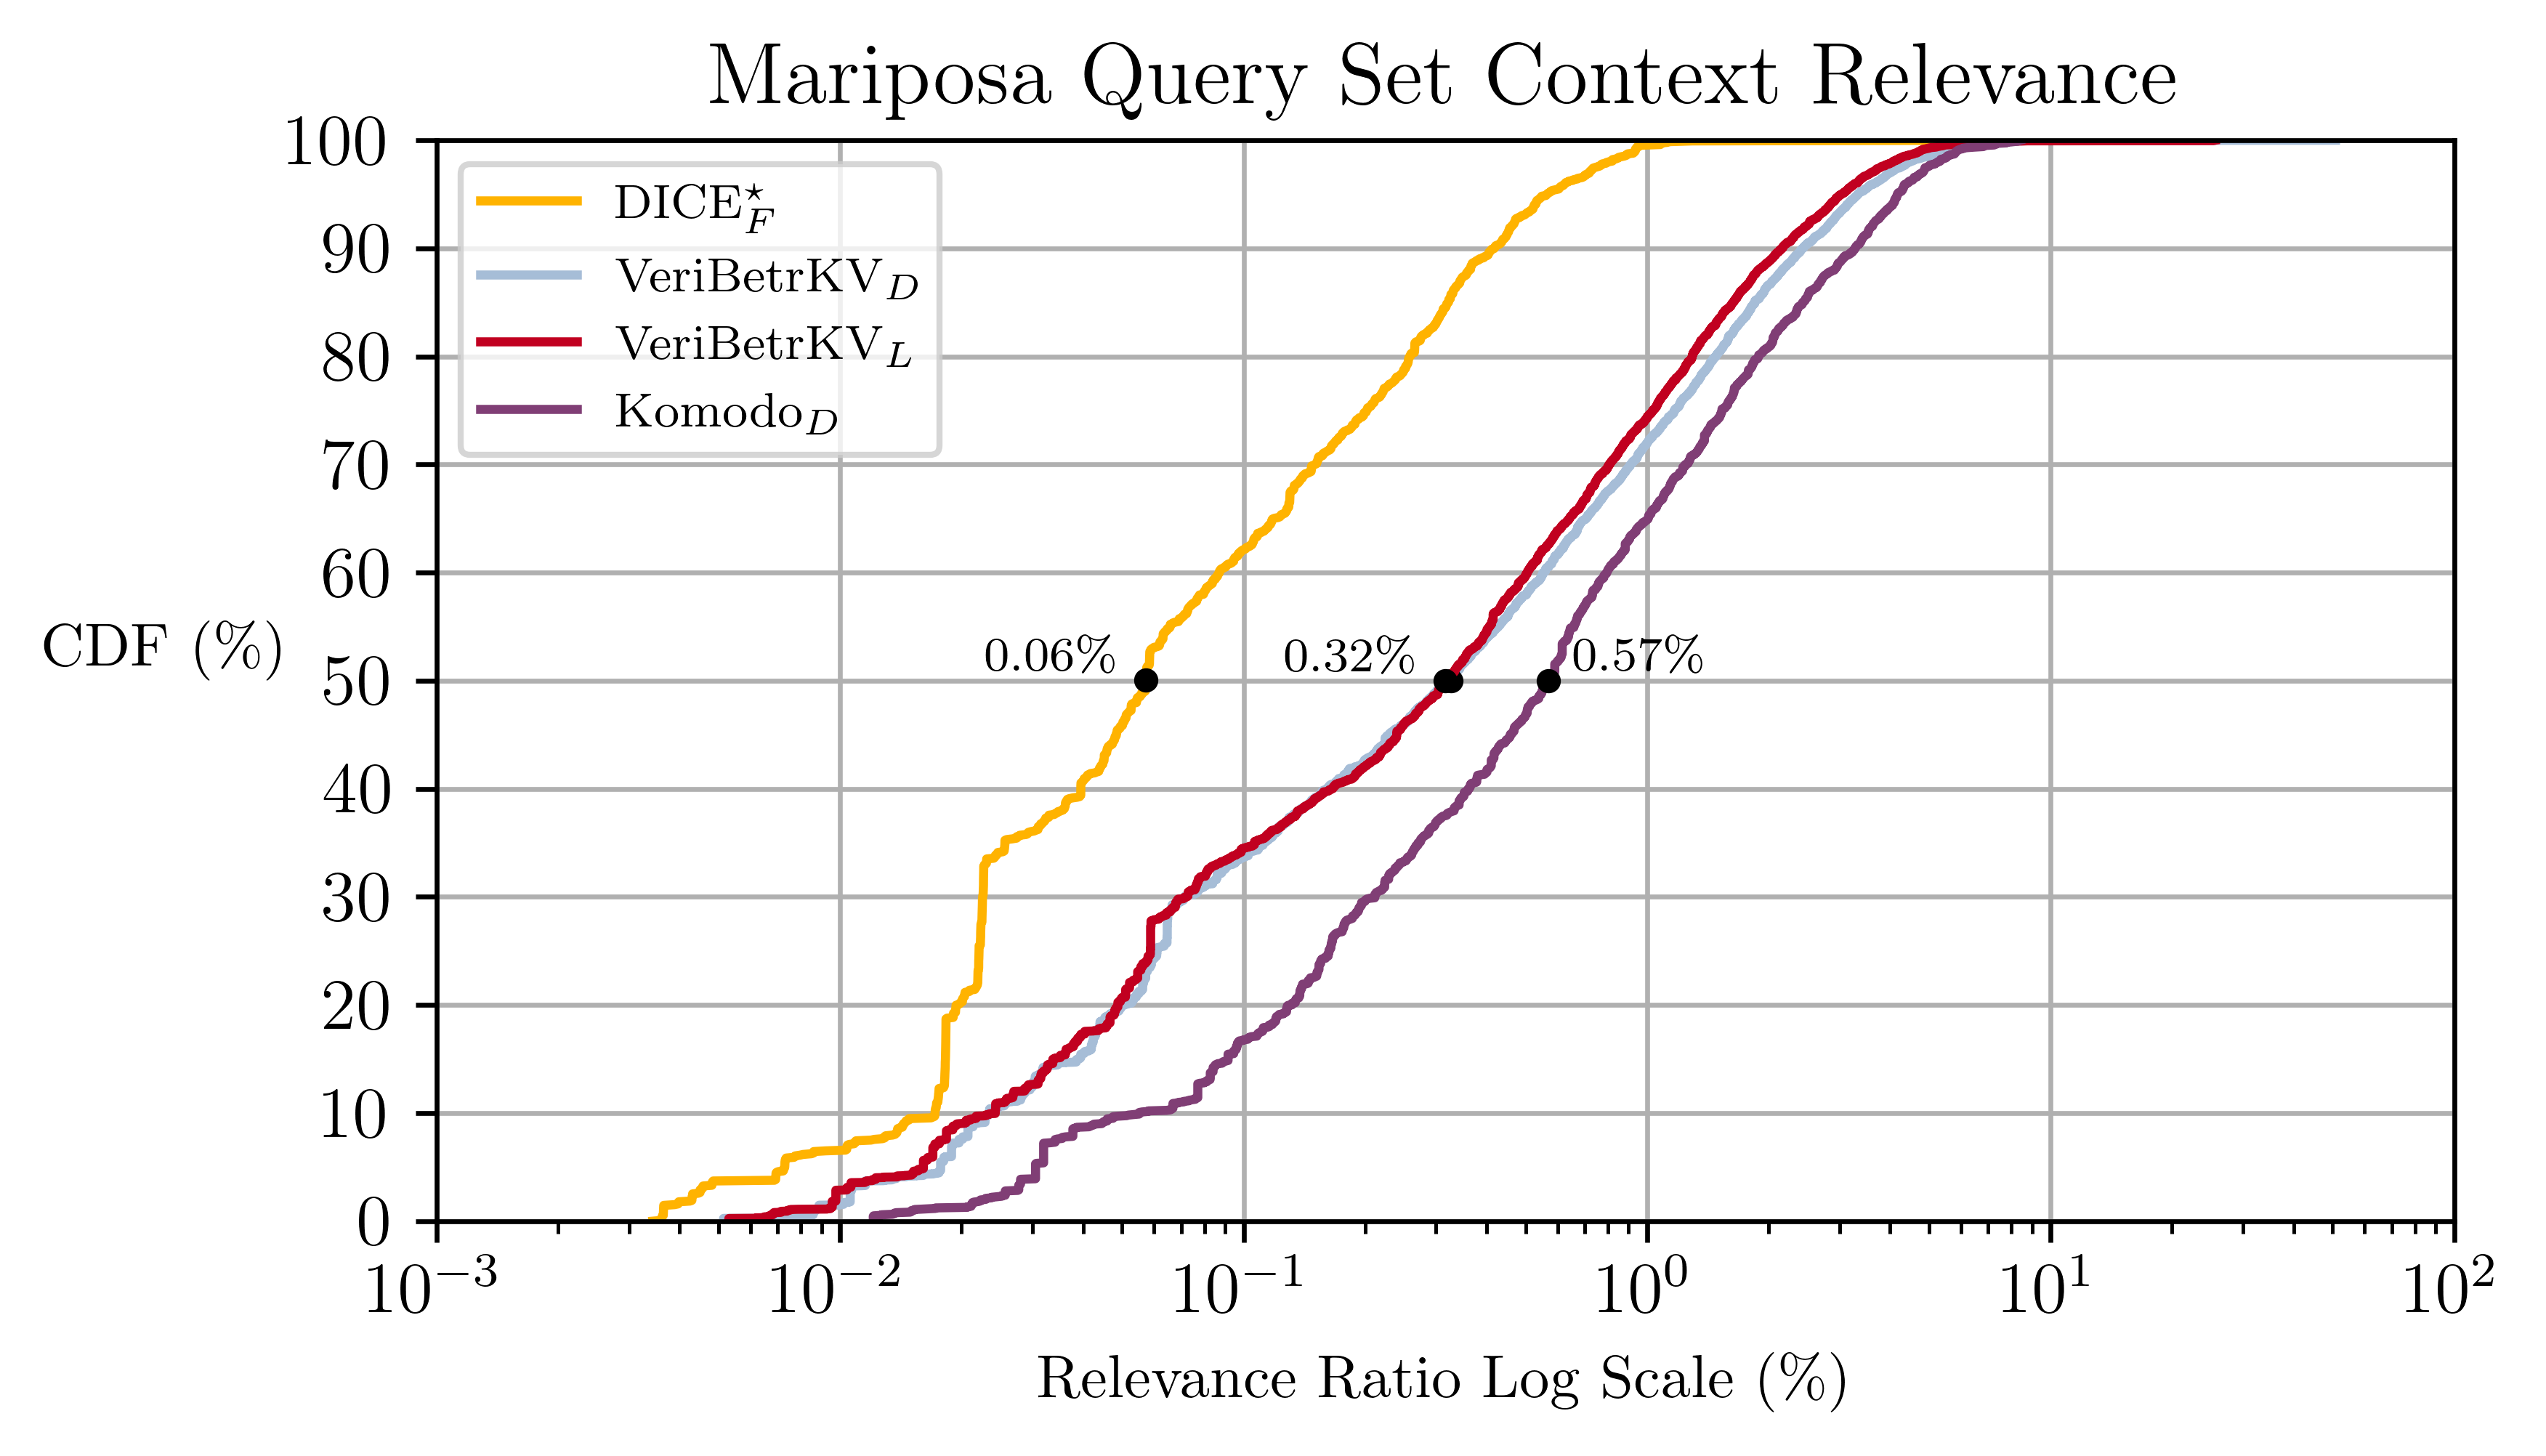 Mariposa Query Set Context Relevance
100
90
80
70
60
50
40
30
20
10
0
CDF (%)
DICE⋆F
VeriBetrKVD
VeriBetrKVL
KomodoD
0.06%
0.32%
0.57%
10−3
10−2
10−1
100
101
102
Relevance Ratio Log Scale (%)